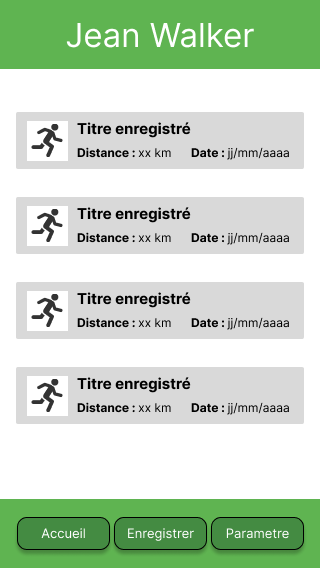 Jean Walker
Titre enregistré
Distance : xx km Date : jj/mm/aaaa
Titre enregistré
Distance : xx km Date : jj/mm/aaaa
Titre enregistré
Distance : xx km Date : jj/mm/aaaa
Titre enregistré
Distance : xx km Date : jj/mm/aaaa
Accueil Enregistrer Parametre